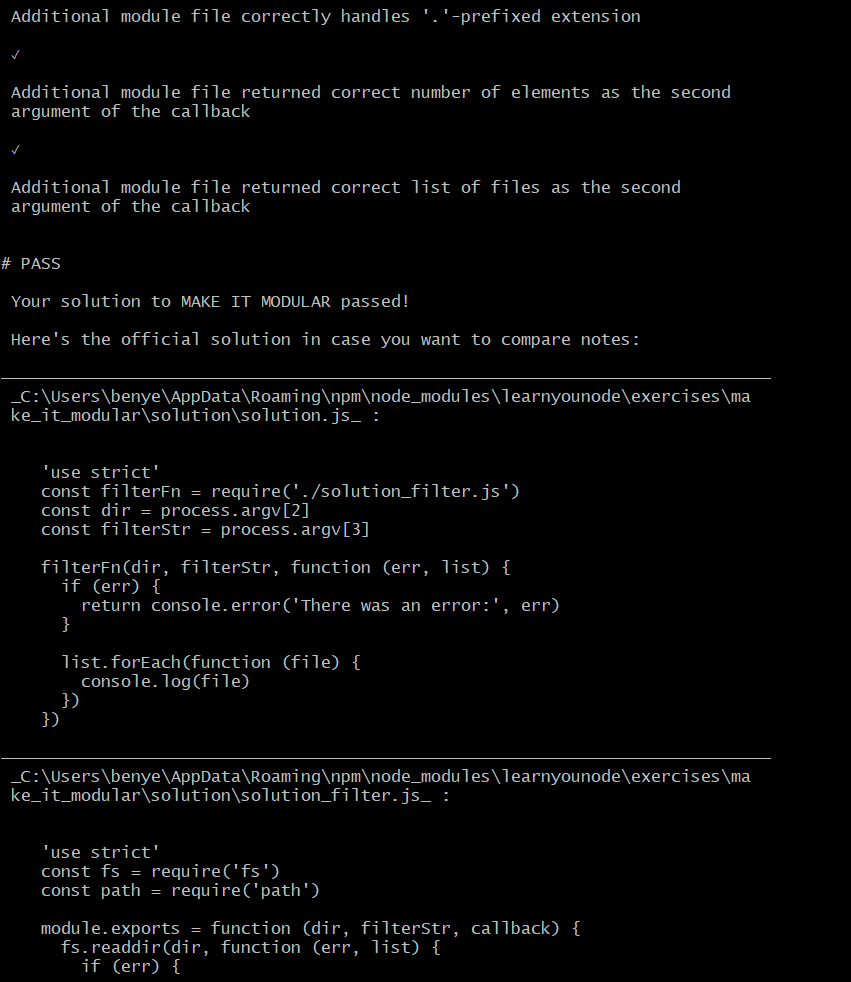 Additional module file correctly handles '.'-prefixed extension
✓
Additional module file returned correct number of elements as the second
argument of the callback
✓
Additional module file returned correct list of files as the second
argument of the callback
# PASS
Your solution to MAKE IT MODULAR passed!
Here's the official solution in case you want to compare notes:
_C:\Users\benye\AppData\Roaming\npm\node_modules\learnyounode\exercises\ma
ke_it_modular\solution\solution.js_ :
'use strict'
const filterFn = require('./solution_filter.js')
const dir = process.argv[2]
const filterStr = process.argv[3]
filterFn(dir, filterStr, function (err, list) {
if (err) {
return console.error('There was an error:', err)
}
list.forEach(function (file) {
console.log(file)
})
})
_C:\Users\benye\AppData\Roaming\npm\node_modules\learnyounode\exercises\ma
ke_it_modular\solution\solution_filter.js_ :
'use strict'
const fs = require('fs')
const path = require('path')
module.exports = function (dir, filterStr, callback) {
fs.readdir(dir, function (err, list) {
if (err) {